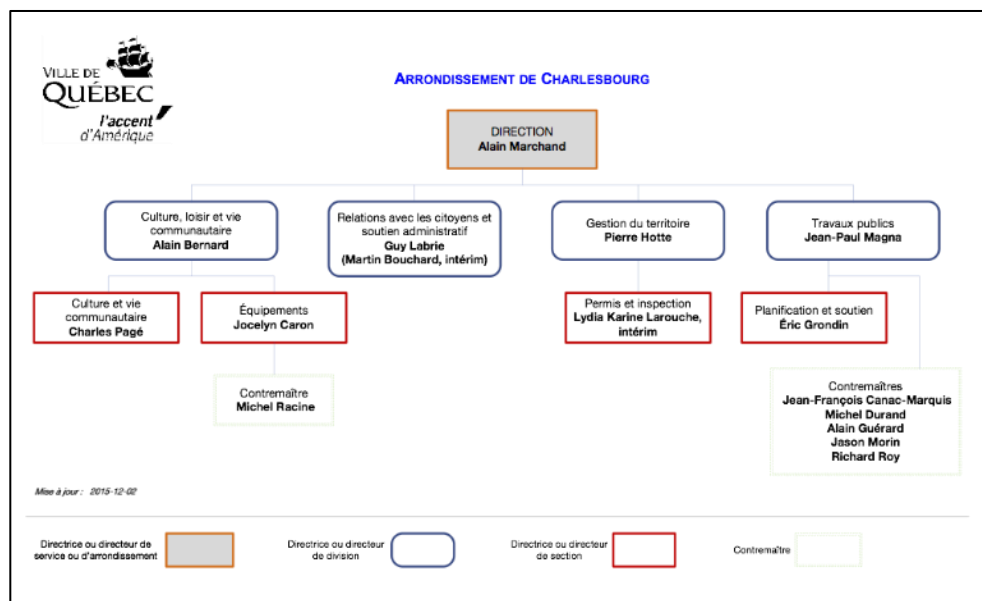 VILLE DE
QUÉBEC
l'accent
d'Amérique
ARRONDISSEMENT DE CHARLESBOURG
DIRECTION
Alain Marchand
Culture, loisir et vie
communautaire
Alain Bernard
Relations avec les citoyens et
soutien administratif
Guy Labrie
(Martin Bouchard, intérim)
Gestion du territoire
Pierre Hotte
Travaux publics
Jean-Paul Magna
Culture et vie
communautaire
Charles Pagé
Équipements
Jocelyn Caron
Permis et inspection
Lydia Karine Larouche,
intérim
Planification et soutien
Éric Grondin
Contremaître
Michel Racine
Contremaîtres
Jean-François Canac-Marquis
Michel Durand
Alain Guérard
Jason Morin
Richard Roy
Mise à jour : 2015-12-02
Directrice ou directeur de
service ou d'arrondissement
Directrice ou directeur
de division
Directrice ou directeur
de section
Contremaître